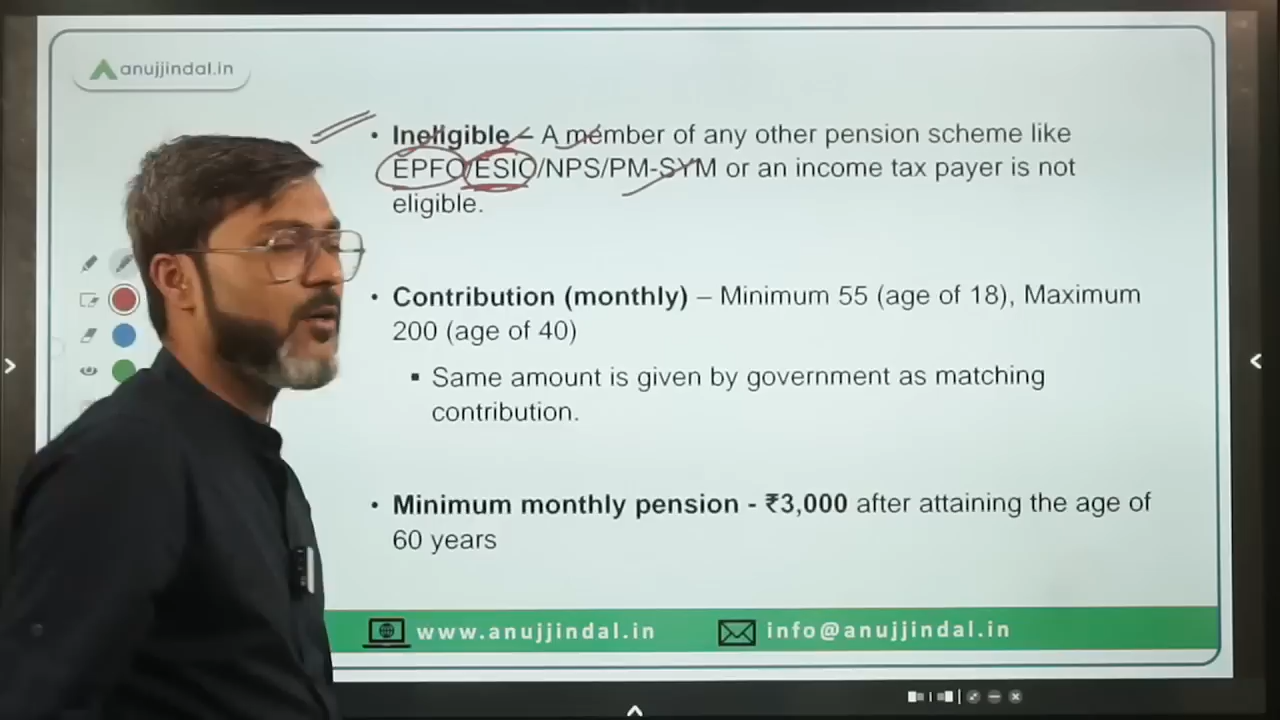 anujjindal.in
• Ineligible – A member of any other pension scheme like
EPFO/ESIC/NPS/PM-SYM or an income tax payer is not
eligible.
• Contribution (monthly) – Minimum 55 (age of 18), Maximum
200 (age of 40)
▪ Same amount is given by government as matching
contribution.
• Minimum monthly pension - ₹3,000 after attaining the age of
60 years
www.anujjindal.in
info@anujjindal.in